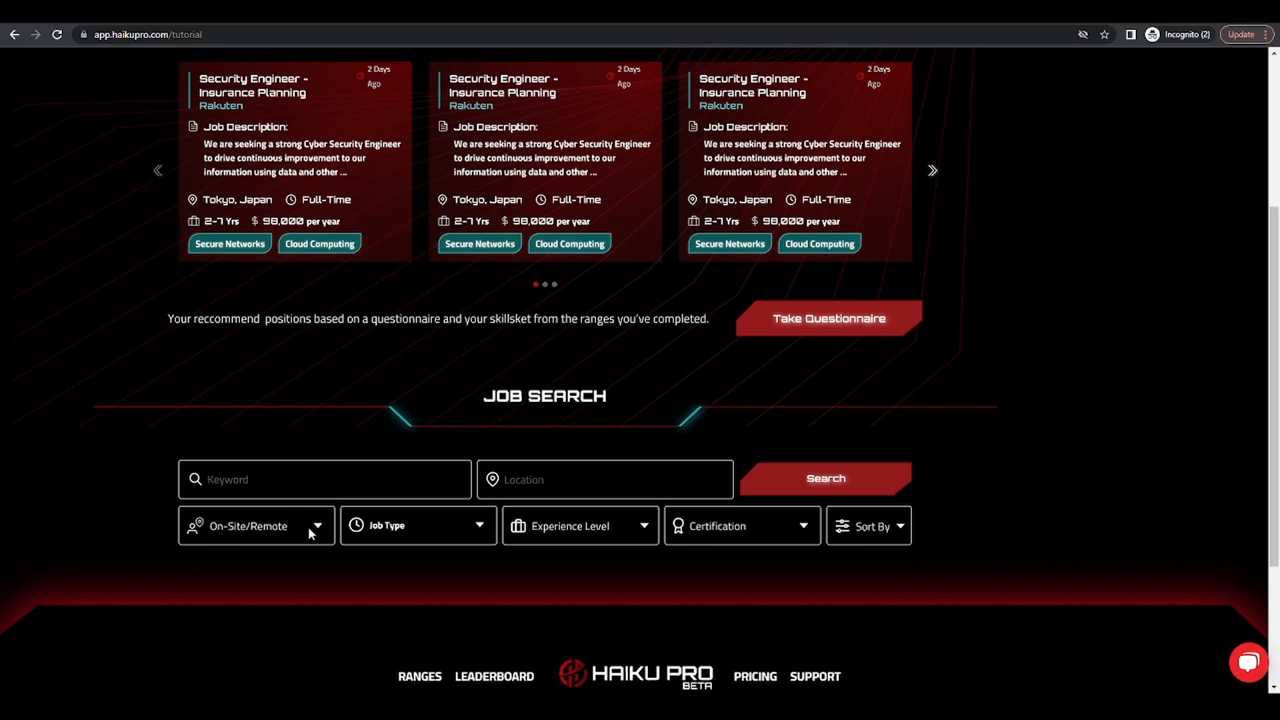 app.haikupro.com/tutorial
Incognito (2)
Update
Security Engineer -
Insurance Planning
Rakuten
2 Days
Ago
Job Description:
We are seeking a strong Cyber Security Engineer
to drive continuous improvement to our
information using data and other ...
Tokyo, Japan Full-Time
2-7 Yrs $ 98,000 per year
Secure Networks Cloud Computing
Security Engineer -
Insurance Planning
Rakuten
2 Days
Ago
Job Description:
We are seeking a strong Cyber Security Engineer
to drive continuous improvement to our
information using data and other ...
Tokyo, Japan Full-Time
2-7 Yrs $ 98,000 per year
Secure Networks Cloud Computing
Security Engineer -
Insurance Planning
Rakuten
2 Days
Ago
Job Description:
We are seeking a strong Cyber Security Engineer
to drive continuous improvement to our
information using data and other ...
Tokyo, Japan Full-Time
2-7 Yrs $ 98,000 per year
Secure Networks Cloud Computing
Your reccommend positions based on a questionnaire and your skillsket from the ranges you've completed.
Take Questionnaire
JOB SEARCH
Keyword
Location
Search
On-Site/Remote
Job Type
Experience Level
Certification
Sort By
RANGES LEADERBOARD HAIKU PRO PRICING SUPPORT
BETA